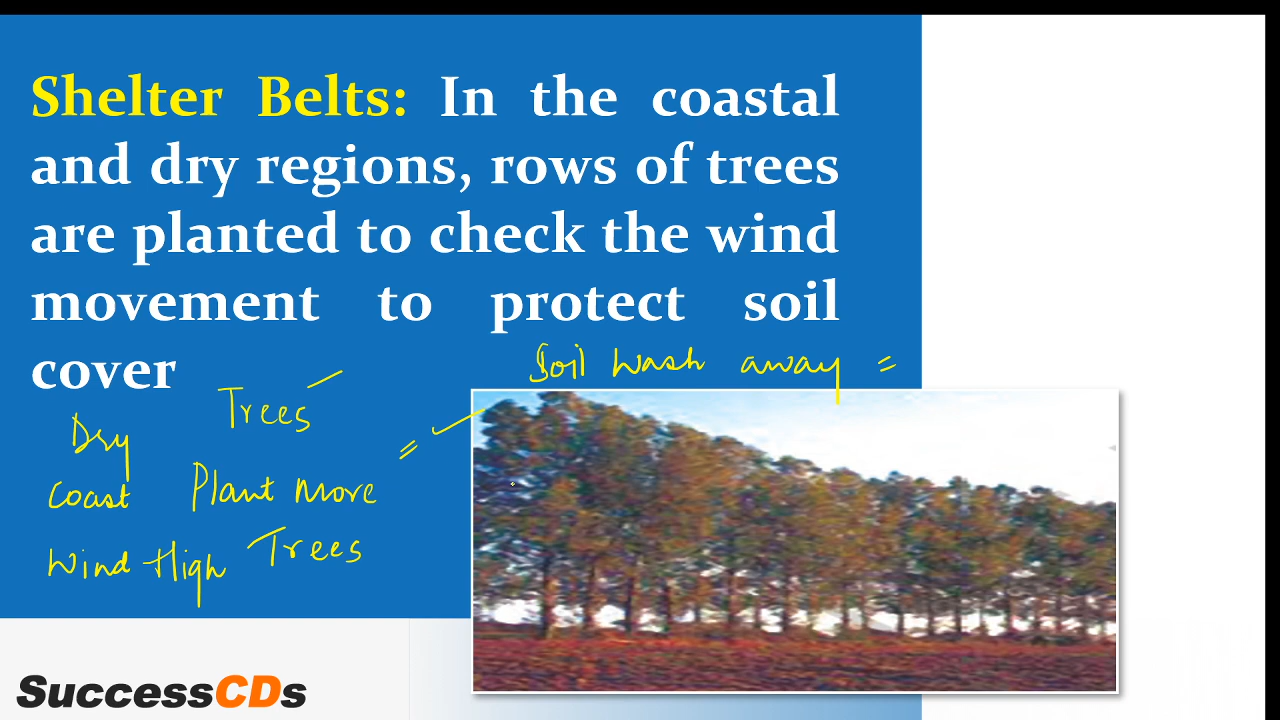 Shelter Belts: In the coastal
and dry regions, rows of trees
are planted to check the wind
movement to protect soil
cover
Soil wash away =
Trees
Dry
Plant More
Coast
Trees
Wind High
SuccessCDs